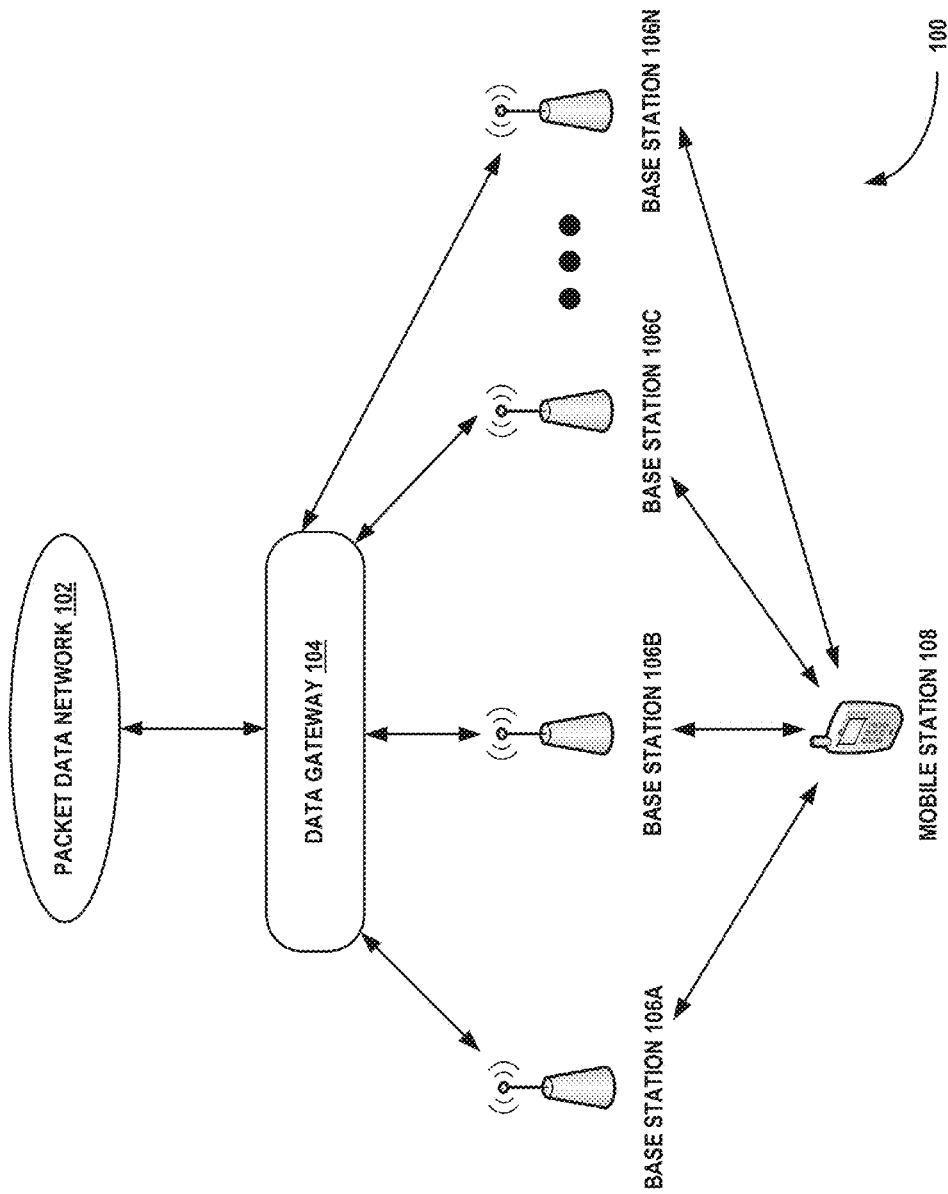 PACKET DATA NETWORK 102
DATA GATEWAY 104
BASE STATION 106A
BASE STATION 106B
BASE STATION 106C
BASE STATION 106N
MOBILE STATION 108
100